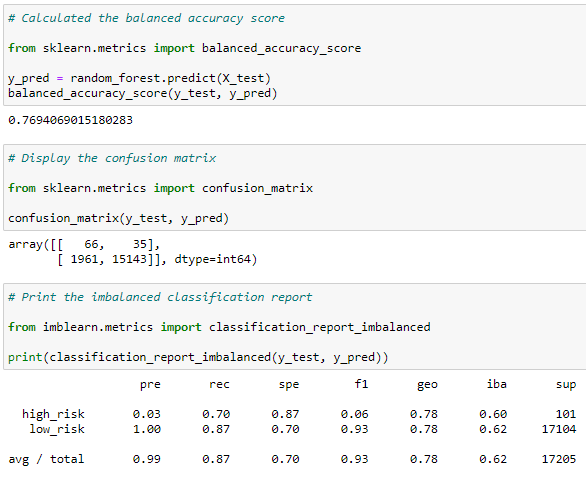 # Calculated the balanced accuracy score
from sklearn.metrics import balanced_accuracy_score
y_pred = random_forest.predict(X_test)
balanced_accuracy_score(y_test, y_pred)
0.7694069015180283
# Display the confusion matrix
from sklearn.metrics import confusion_matrix
confusion_matrix(y_test, y_pred)
array([[   66,    35],
       [ 1961, 15143]], dtype=int64)
# Print the imbalanced classification report
from imblearn.metrics import classification_report_imbalanced
print(classification_report_imbalanced(y_test, y_pred))
                   pre       rec       spe        f1       geo       iba       sup
  high_risk       0.03      0.70      0.87      0.06      0.78      0.60       101
   low_risk       1.00      0.87      0.70      0.93      0.78      0.62     17104
avg / total       0.99      0.87      0.70      0.93      0.78      0.62     17205